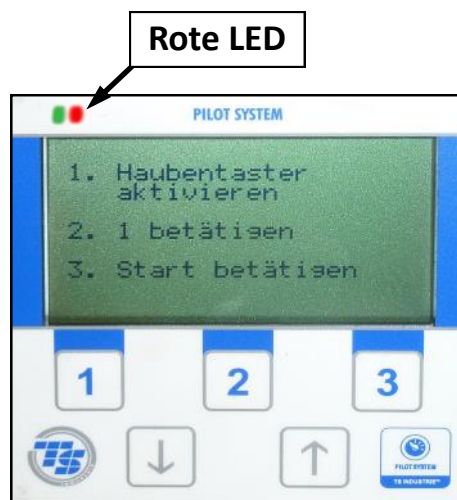 Rote LED
PILOT SYSTEM
1. Haubentaster
aktivieren
2. 1 betätigen
3. Start betätigen
1
2
3
TS
PILOT SYSTEM
TS INDUSTRIE